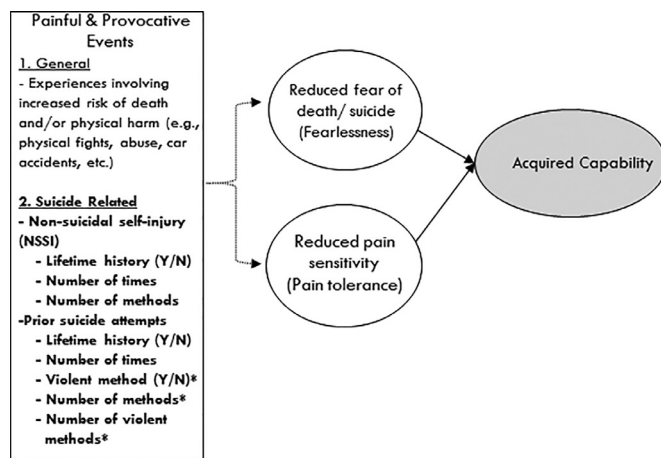 Painful & Provocative
Events
1. General
- Experiences involving
increased risk of death
and/or physical harm (e.g.,
physical fights, abuse, car
accidents, etc.)
2. Suicide Related
- Non-suicidal self-injury
(NSSI)
- Lifetime history (Y/N)
- Number of times
- Number of methods
-Prior suicide attempts
- Lifetime history (Y/N)
- Number of times
- Violent method (Y/N)*
- Number of methods*
- Number of violent
methods*
Reduced fear of
death/ suicide
(Fearlessness)
Reduced pain
sensitivity
(Pain tolerance)
Acquired Capability